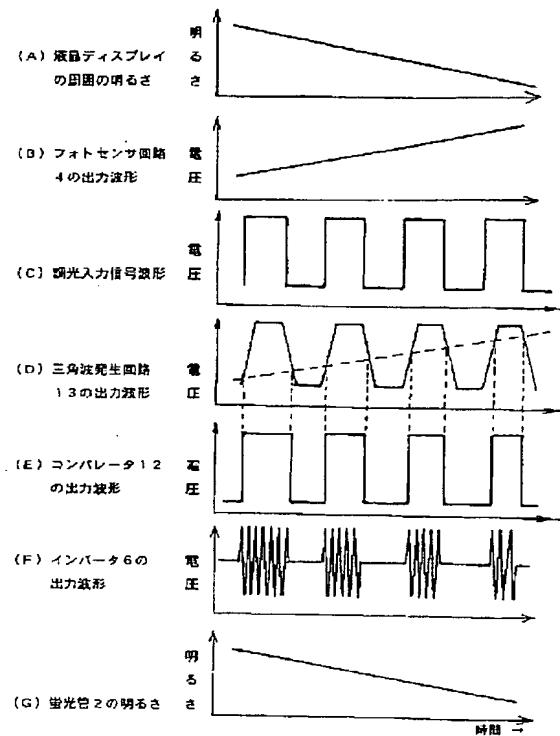 (A) 液晶ディスプレイ
の周囲の明るさ
明
る
さ
(B) フォトセンサ回路
4の出力波形
電
圧
(C) 調光入力信号波形
電
圧
(D) 三角波発生回路
13の出力波形
電
圧
(E) コンパレータ12
の出力波形
電
圧
(F) インバータ6の
出力波形
電
圧
(G) 蛍光管2の明るさ
明
る
さ
時間 →